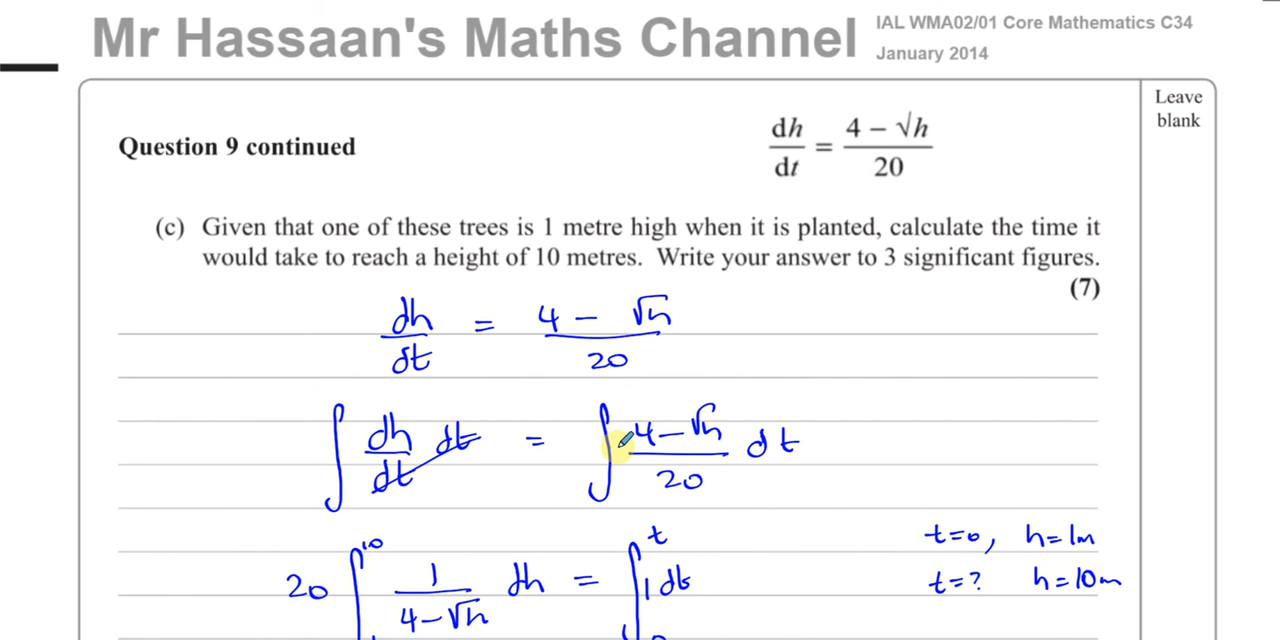 Mr Hassaan's Maths Channel
IAL WMA02/01 Core Mathematics C34
January 2014
Leave
blank
Question 9 continued
dh/dt = (4 – √h)/20
(c) Given that one of these trees is 1 metre high when it is planted, calculate the time it
would take to reach a height of 10 metres. Write your answer to 3 significant figures.
(7)
dh/dt = (4 – √h)/20
∫ dh/dt dt = ∫ (4 – √h)/20 dt
t=0, h=1m
20 ∫¹⁰ 1/(4–√h) dh = ∫ᵗ 1 dt
t=? h=10m